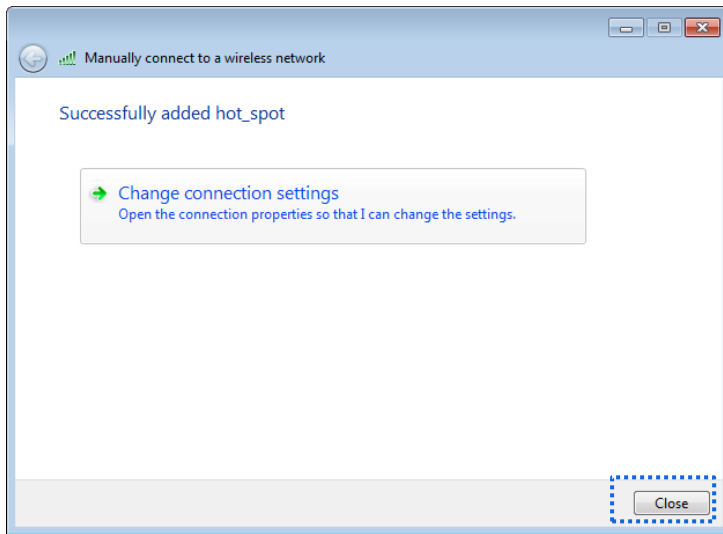 Manually connect to a wireless network
Successfully added hot_spot
Change connection settings
Open the connection properties so that I can change the settings.
Close